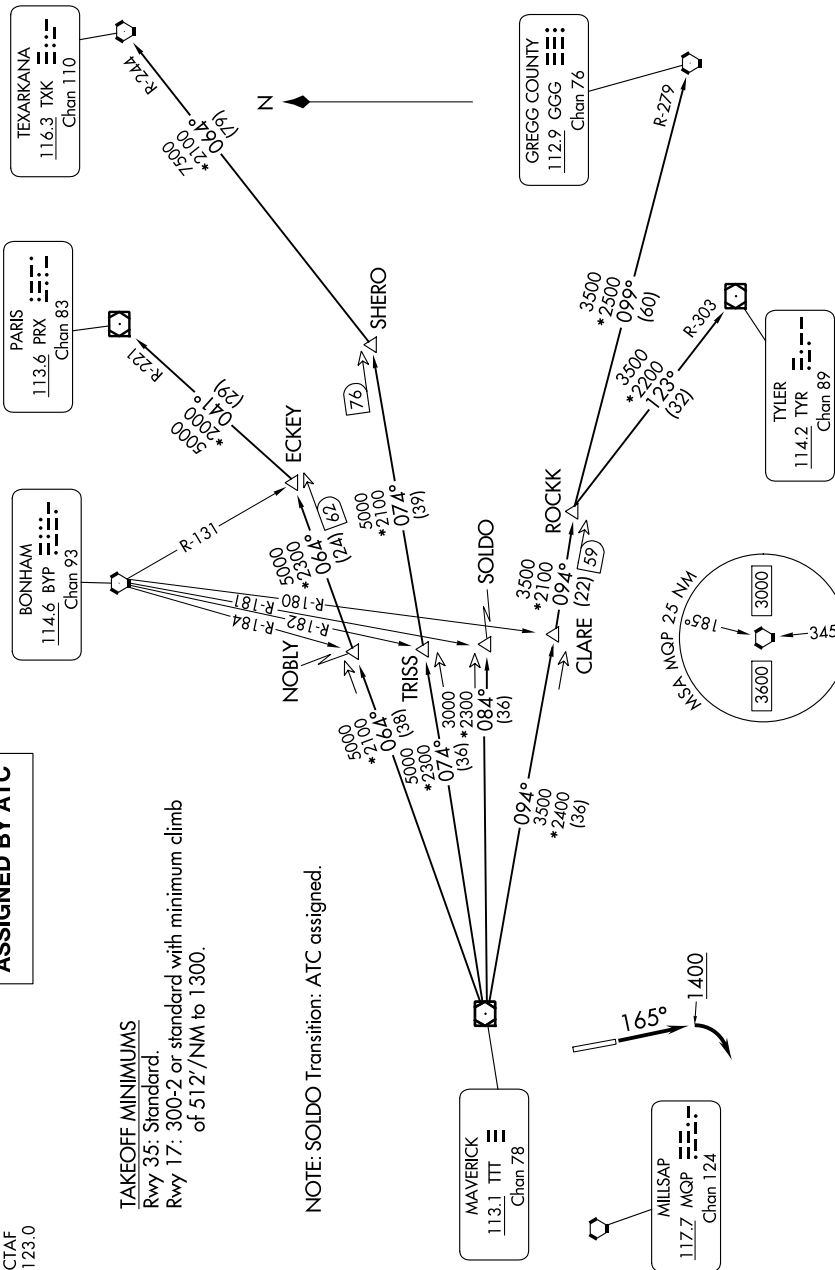 ASSIGNED BY ATC
CTAF
123.0
TAKEOFF MINIMUMS
Rwy 35: Standard.
Rwy 17: 300-2 or standard with minimum climb
of 512'/NM to 1300.
NOTE: SOLDO Transition: ATC assigned.
TEXARKANA
116.3 TXK
Chan 110
R-244
7500
*2100
064°
(79)
N
PARIS
113.6 PRX
Chan 83
R-221
5000
*2000
041°
(29)
BONHAM
114.6 BYP
Chan 93
R-131
R-180
R-181
R-182
R-184
ECKEY
62
5000
*2300
064°
(24)
NOBLY
5000
*2100
064°
(38)
SHERO
76
5000
*2100
074°
(39)
TRISS
5000
*2300
074°
(36)
SOLDO
3000
*2300
084°
(36)
CLARE
094°
3500
*2400
(36)
ROCKK
59
3500
*2100
094°
(22)
GREGG COUNTY
112.9 GGG
Chan 76
R-279
3500
*2500
099°
(60)
R-303
3500
*2200
123°
(32)
TYLER
114.2 TYR
Chan 89
MSA MQP 25 NM
185°
3000
3600
345
MAVERICK
113.1 TTT
Chan 78
165°
1400
MILLSAP
117.7 MQP
Chan 124